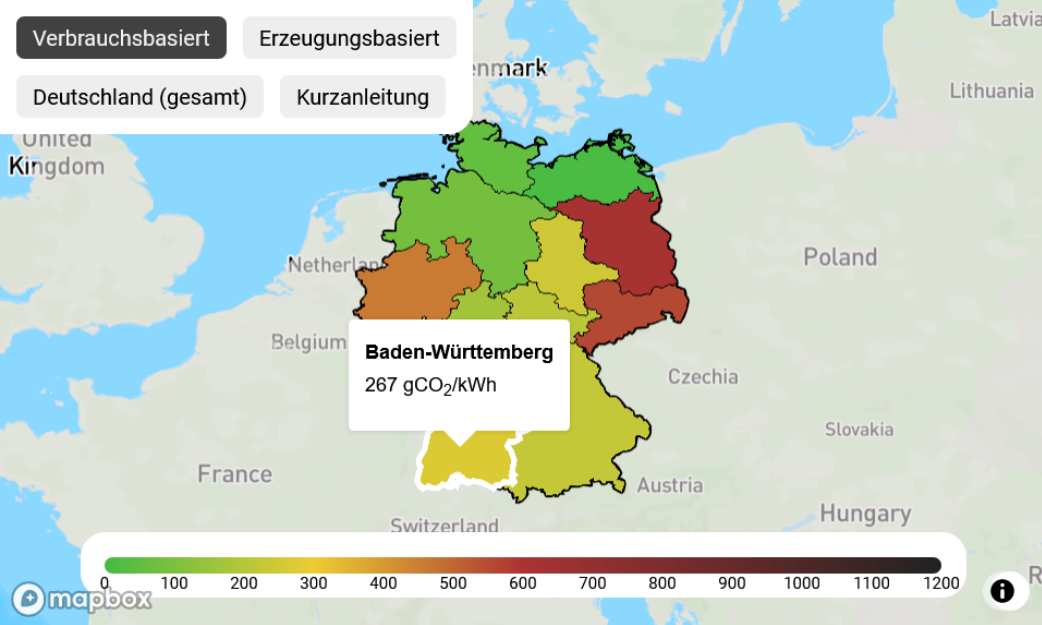 Verbrauchsbasiert
Erzeugungsbasiert
Deutschland (gesamt)
Kurzanleitung
enmark
Latvia
Lithuania
United
Kingdom
Poland
Netherlan
Belgium
Baden-Württemberg
267 gCO₂/kWh
Czechia
Slovakia
France
Austria
Hungary
Switzerland
0 100 200 300 400 500 600 700 800 900 1000 1100 1200
R
mapbox